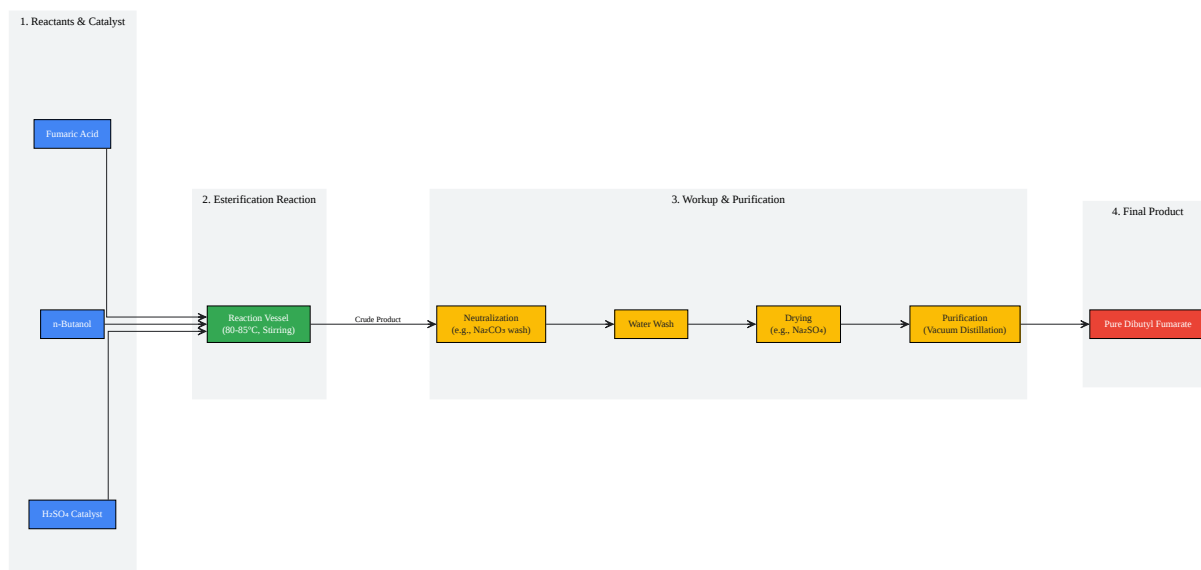 1. Reactants & Catalyst
Fumaric Acid
n-Butanol
H₂SO₄ Catalyst
2. Esterification Reaction
Reaction Vessel
(80-85°C, Stirring)
Crude Product
3. Workup & Purification
Neutralization
(e.g., Na₂CO₃ wash)
Water Wash
Drying
(e.g., Na₂SO₄)
Purification
(Vacuum Distillation)
4. Final Product
Pure Dibutyl Fumarate